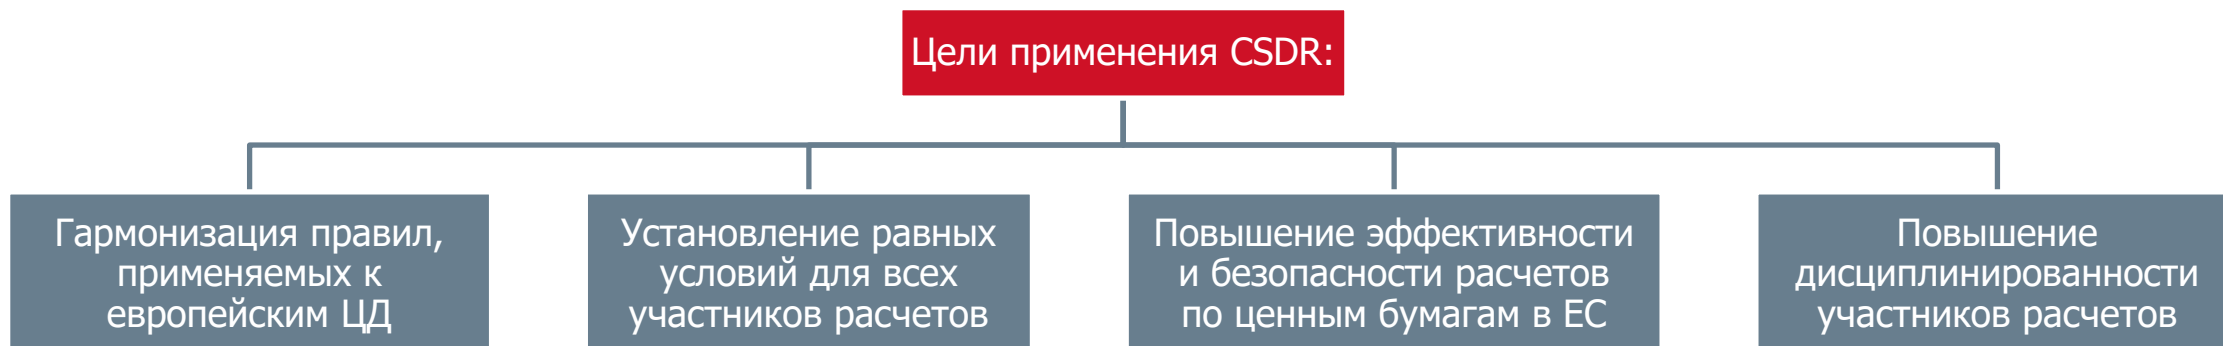 Цели применения CSDR:
Гармонизация правил,
применяемых к
европейским ЦД
Установление равных
условий для всех
участников расчетов
Повышение эффективности
и безопасности расчетов
по ценным бумагам в ЕС
Повышение
дисциплинированности
участников расчетов